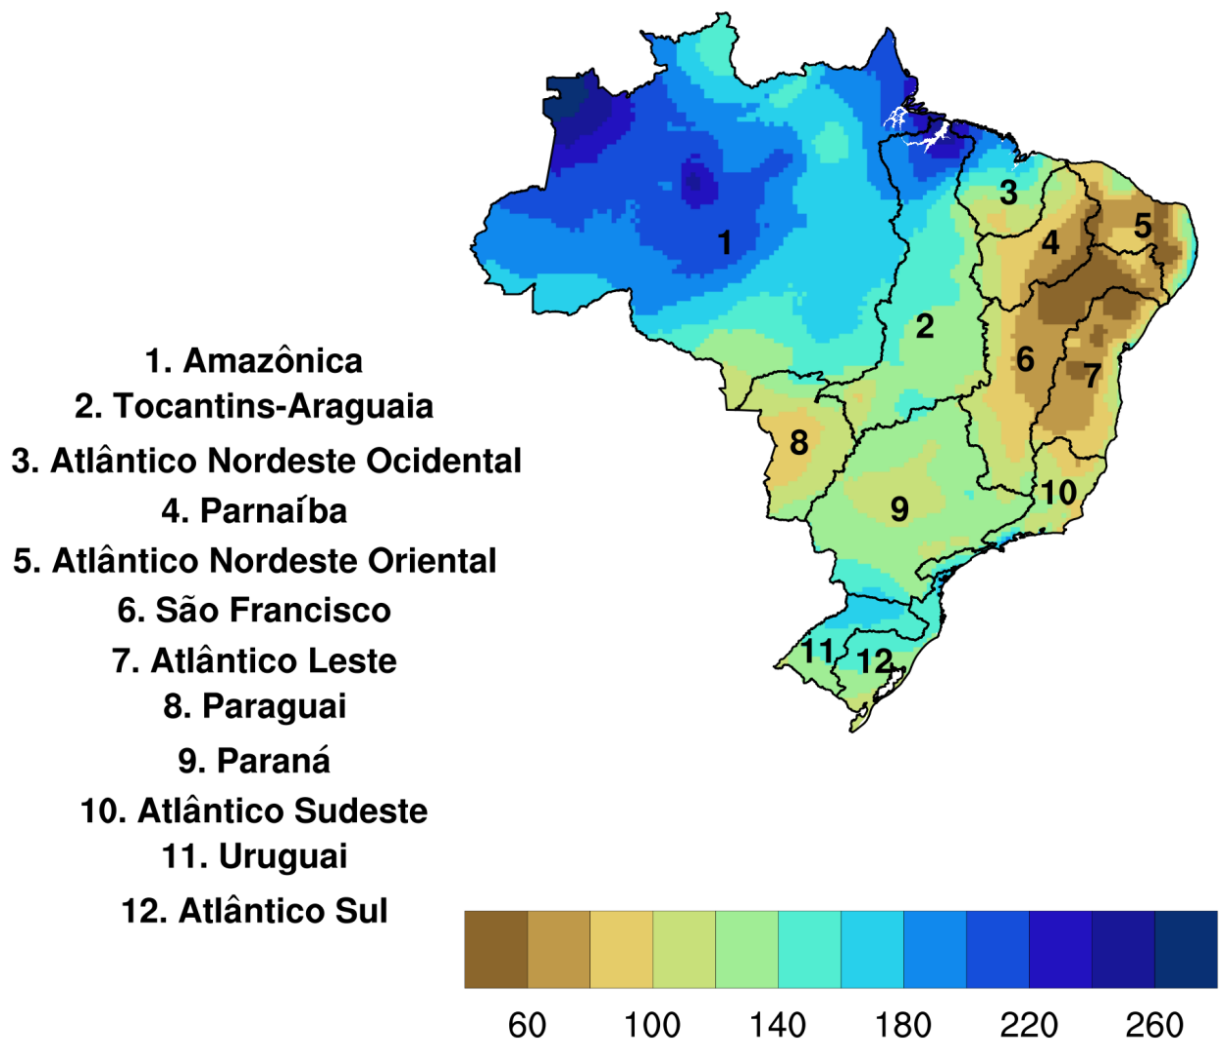 1
2
3
4
5
6
7
8
9
10
11
12
1. Amazônica
2. Tocantins-Araguaia
3. Atlântico Nordeste Ocidental
4. Parnaíba
5. Atlântico Nordeste Oriental
6. São Francisco
7. Atlântico Leste
8. Paraguai
9. Paraná
10. Atlântico Sudeste
11. Uruguai
12. Atlântico Sul
60 100 140 180 220 260